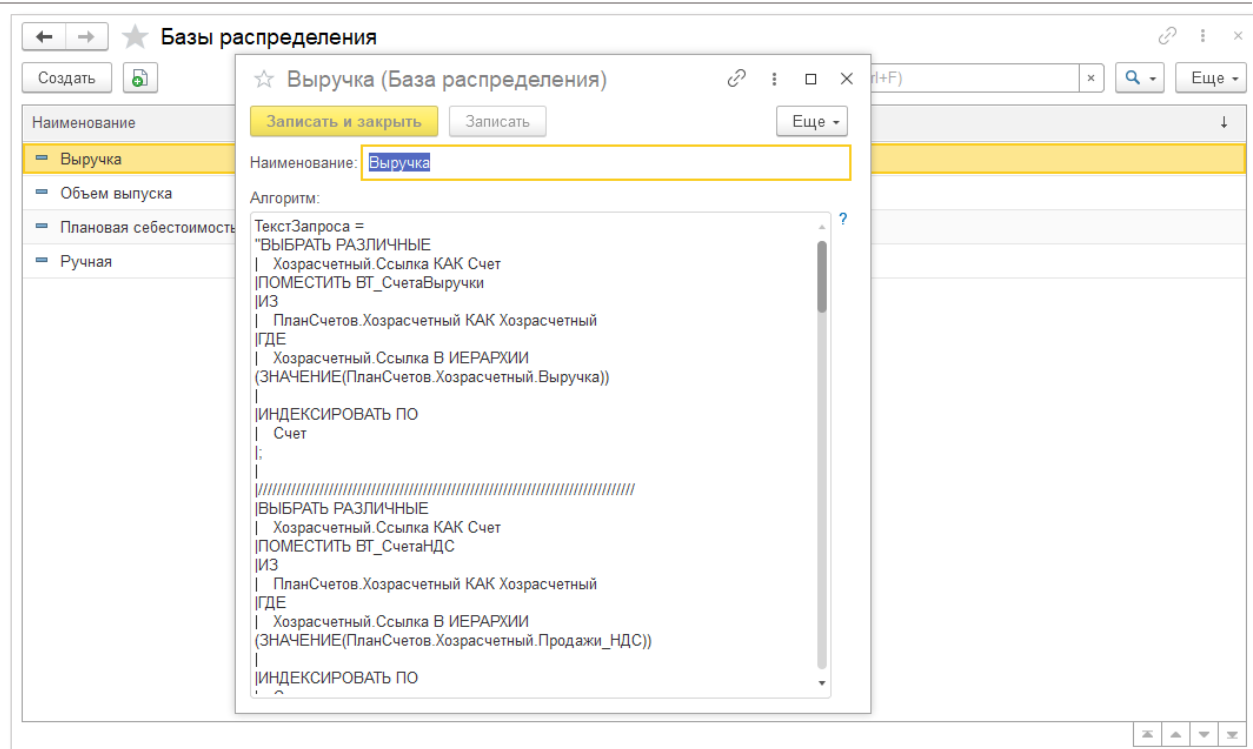 Базы распределения
Создать
rl+F)
Еще
Наименование
Выручка
Объем выпуска
Плановая себестоимость
Ручная
Выручка (База распределения)
Записать и закрыть
Записать
Еще
Наименование: Выручка
Алгоритм:
?
ТекстЗапроса =
"ВЫБРАТЬ РАЗЛИЧНЫЕ
|    Хозрасчетный.Ссылка КАК Счет
|ПОМЕСТИТЬ ВТ_СчетаВыручки
|ИЗ
|    ПланСчетов.Хозрасчетный КАК Хозрасчетный
|ГДЕ
|    Хозрасчетный.Ссылка В ИЕРАРХИИ
(ЗНАЧЕНИЕ(ПланСчетов.Хозрасчетный.Выручка))
|
|ИНДЕКСИРОВАТЬ ПО
|    Счет
|;
|
|////////////////////////////////////////////////////////////////////////////////
|ВЫБРАТЬ РАЗЛИЧНЫЕ
|    Хозрасчетный.Ссылка КАК Счет
|ПОМЕСТИТЬ ВТ_СчетаНДС
|ИЗ
|    ПланСчетов.Хозрасчетный КАК Хозрасчетный
|ГДЕ
|    Хозрасчетный.Ссылка В ИЕРАРХИИ
(ЗНАЧЕНИЕ(ПланСчетов.Хозрасчетный.Продажи_НДС))
|
|ИНДЕКСИРОВАТЬ ПО